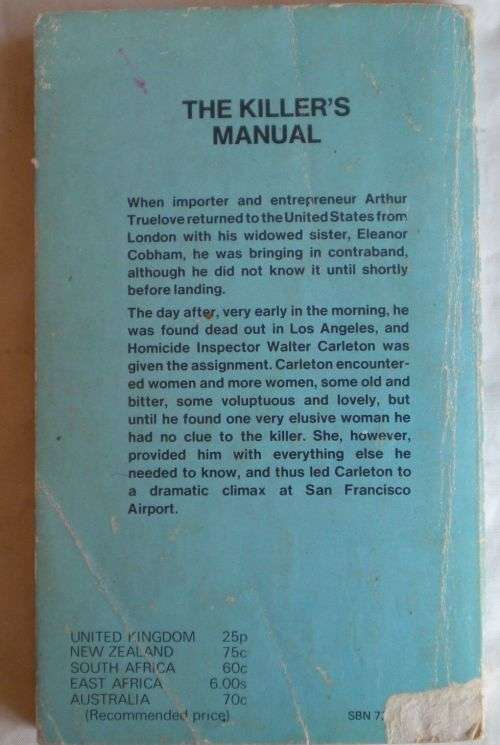 THE KILLER'S
MANUAL
When importer and entrepreneur Arthur
Truelove returned to the United States from
London with his widowed sister, Eleanor
Cobham, he was bringing in contraband,
although he did not know it until shortly
before landing.
The day after, very early in the morning, he
was found dead out in Los Angeles, and
Homicide Inspector Walter Carleton was
given the assignment. Carleton encounter-
ed women and more women, some old and
bitter, some voluptuous and lovely, but
until he found one very elusive woman he
had no clue to the killer. She, however,
provided him with everything else he
needed to know, and thus led Carleton to
a dramatic climax at San Francisco
Airport.
UNITED KINGDOM 25p
NEW ZEALAND 75c
SOUTH AFRICA 60c
EAST AFRICA 6.00s
AUSTRALIA 70c
(Recommended price)
SBN 7